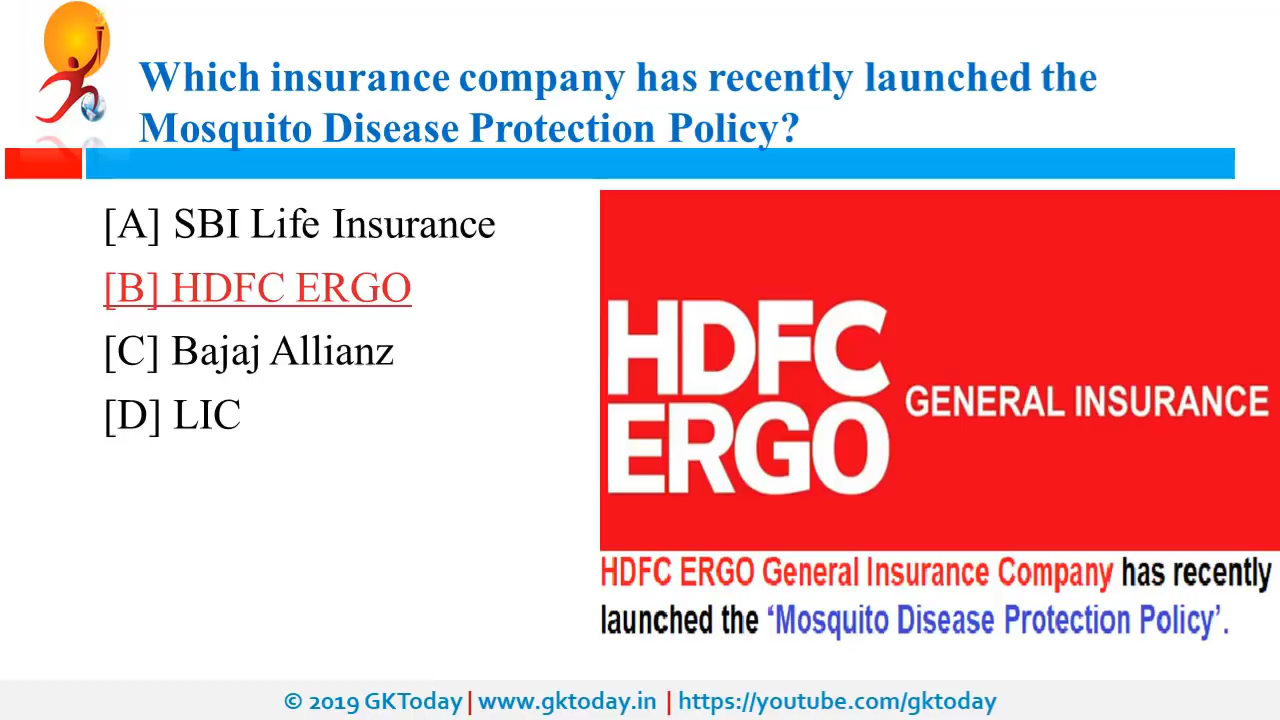 Which insurance company has recently launched the
Mosquito Disease Protection Policy?
[A] SBI Life Insurance
[B] HDFC ERGO
[C] Bajaj Allianz
[D] LIC
HDFC
ERGO
GENERAL INSURANCE
HDFC ERGO General Insurance Company has recently
launched the ‘Mosquito Disease Protection Policy’.
© 2019 GKToday | www.gktoday.in | https://youtube.com/gktoday